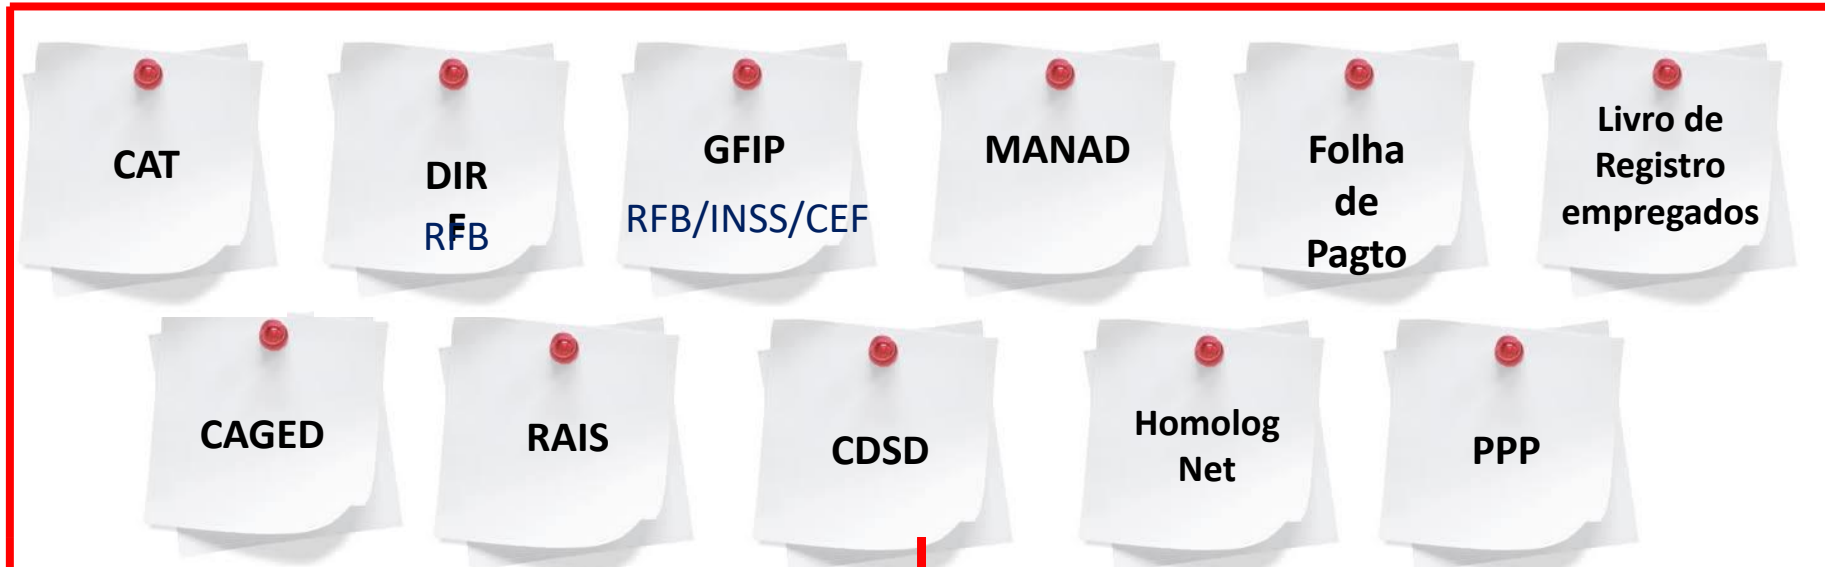 CAT
DIR
F
RFB
GFIP
RFB/INSS/CEF
MANAD
Folha
de
Pagto
Livro de
Registro
empregados
CAGED
RAIS
CDSD
Homolog
Net
PPP